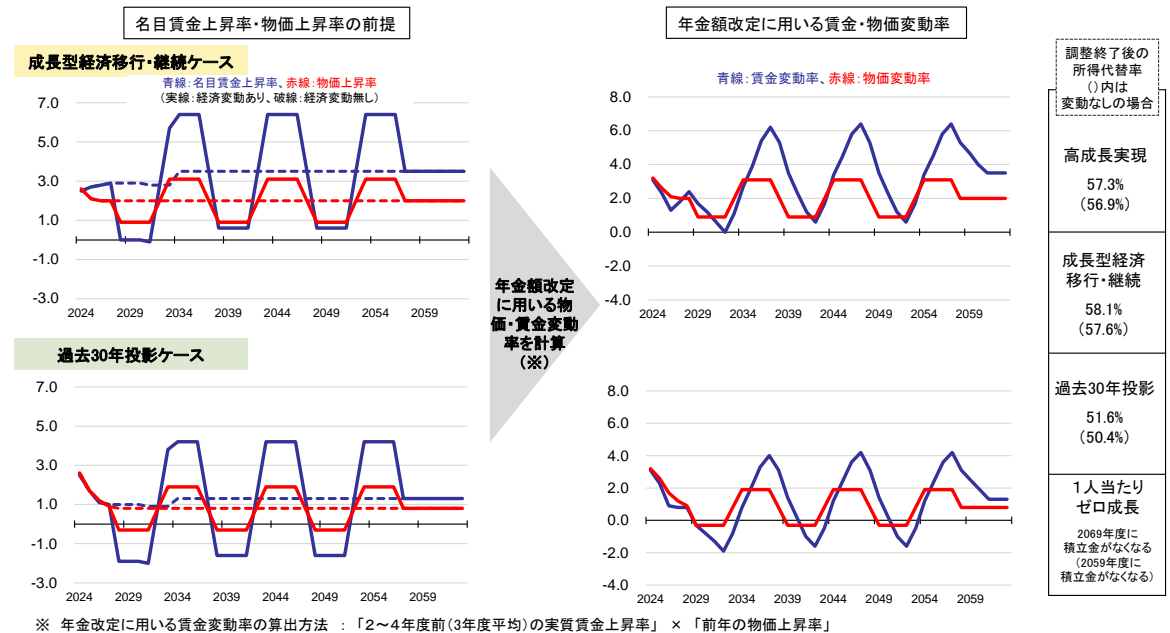 名目賃金上昇率・物価上昇率の前提
成長型経済移行・継続ケース
青線：名目賃金上昇率、赤線：物価上昇率
（実線：経済変動あり、破線：経済変動無し）
7.0
5.0
3.0
1.0
-1.0
-3.0
2024 2029 2034 2039 2044 2049 2054 2059
過去30年投影ケース
7.0
5.0
3.0
1.0
-1.0
-3.0
2024 2029 2034 2039 2044 2049 2054 2059
年金額改定
に用いる物
価・賃金変動
率を計算
（※）
年金額改定に用いる賃金・物価変動率
青線：賃金変動率、赤線：物価変動率
8.0
6.0
4.0
2.0
0.0
-2.0
-4.0
2024 2029 2034 2039 2044 2049 2054 2059
8.0
6.0
4.0
2.0
0.0
-2.0
-4.0
2024 2029 2034 2039 2044 2049 2054 2059
調整終了後の
所得代替率
（）内は
変動なしの場合
高成長実現
57.3%
(56.9%)
成長型経済
移行・継続
58.1%
(57.6%)
過去30年投影
51.6%
(50.4%)
１人当たり
ゼロ成長
2069年度に
積立金がなくなる
（2059年度に
積立金がなくなる）
※ 年金改定に用いる賃金変動率の算出方法 ：「２～４年度前（３年度平均）の実質賃金上昇率」 × 「前年の物価上昇率」